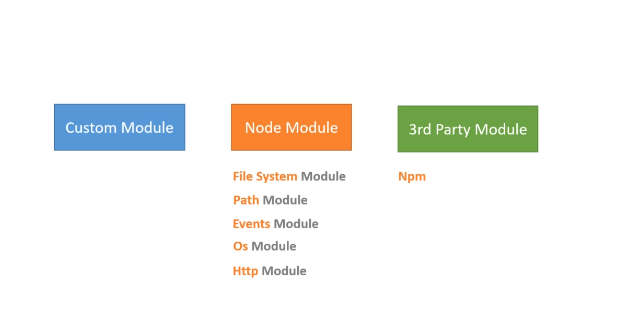 Custom Module
Node Module
3rd Party Module
File System Module
Path Module
Events Module
Os Module
Http Module
Npm